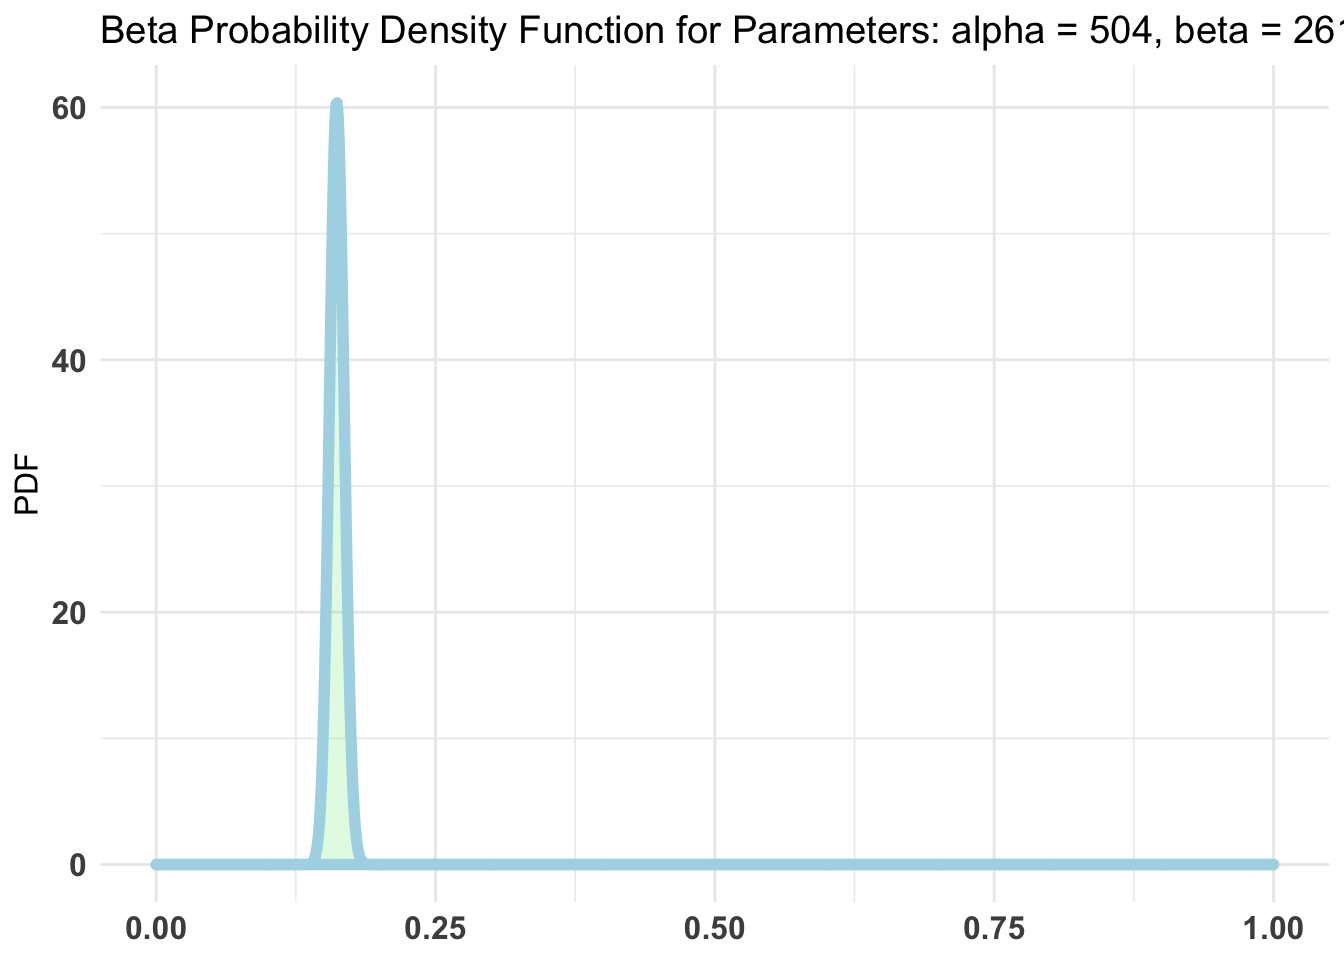 Beta Probability Density Function for Parameters: alpha = 504, beta = 261
60
40
20
0
PDF
0.00 0.25 0.50 0.75 1.00